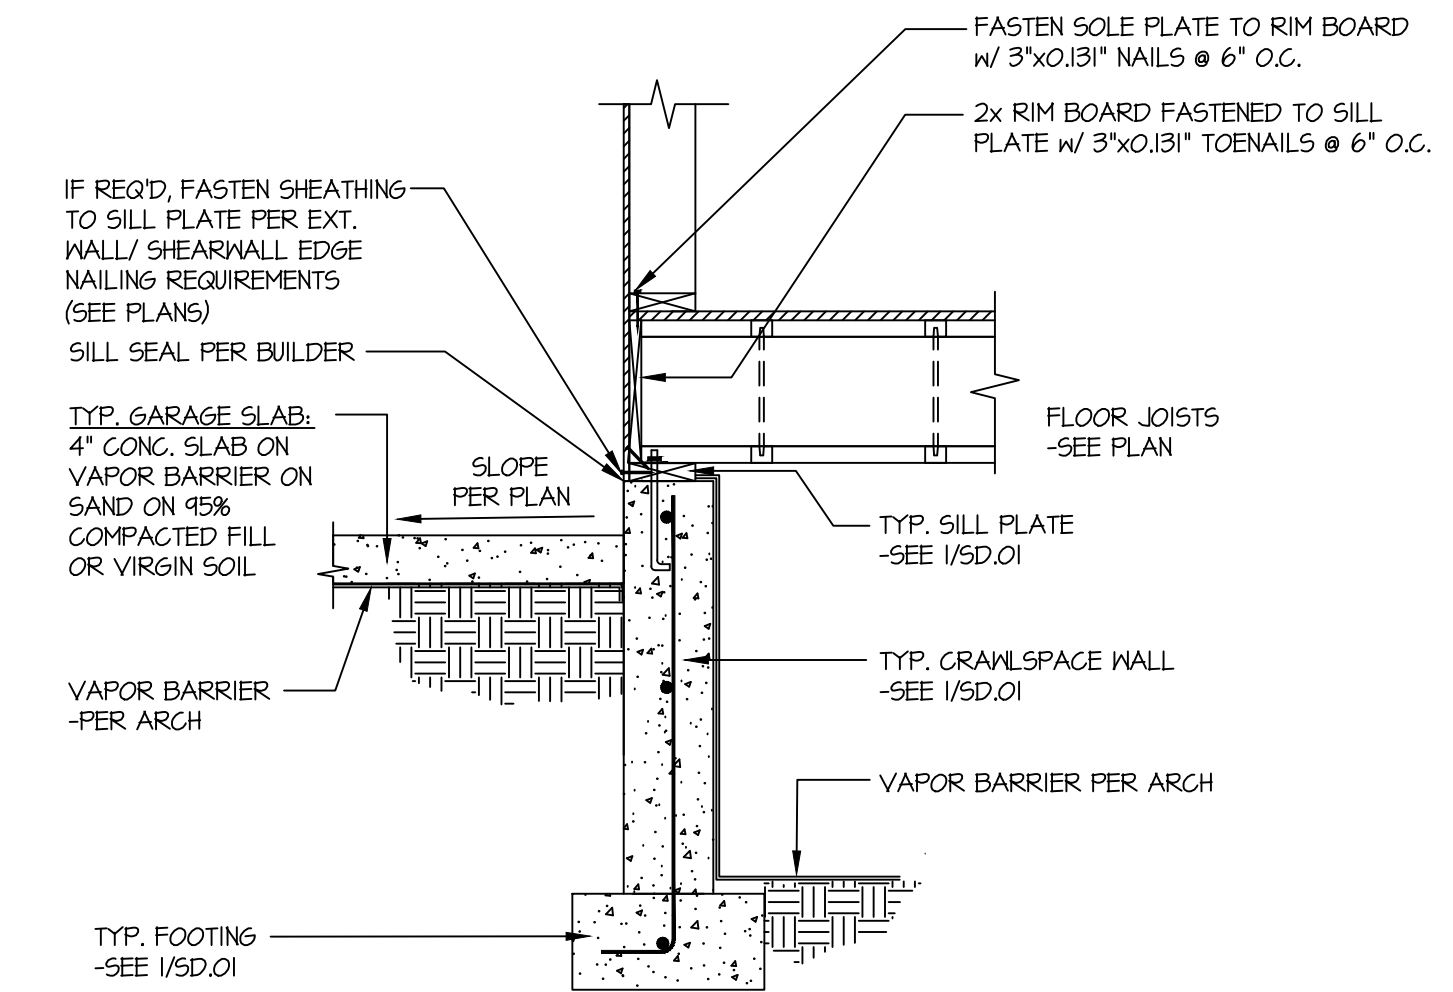 FASTEN SOLE PLATE TO RIM BOARD
w/ 3"x0.131" NAILS @ 6" O.C.
2x RIM BOARD FASTENED TO SILL
PLATE w/ 3"x0.131" TOENAILS @ 6" O.C.
IF REQ'D, FASTEN SHEATHING
TO SILL PLATE PER EXT.
WALL/ SHEARWALL EDGE
NAILING REQUIREMENTS
(SEE PLANS)
SILL SEAL PER BUILDER
TYP. GARAGE SLAB:
4" CONC. SLAB ON
VAPOR BARRIER ON
SAND ON 95%
COMPACTED FILL
OR VIRGIN SOIL
SLOPE
PER PLAN
FLOOR JOISTS
-SEE PLAN
TYP. SILL PLATE
-SEE 1/SD.01
VAPOR BARRIER
-PER ARCH
TYP. CRAWLSPACE WALL
-SEE 1/SD.01
VAPOR BARRIER PER ARCH
TYP. FOOTING
-SEE 1/SD.01